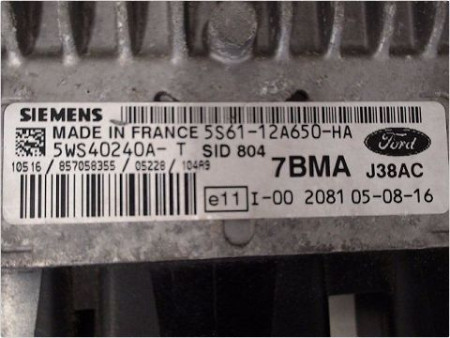 SIEMENS
MADE IN FRANCE 5S61-12A650-HA
5WS40240A- T SID 804
Ford
10516 / 857058355 / 05228 / 104A9
7BMA J38AC
e11 I-00 2081 05-08-16